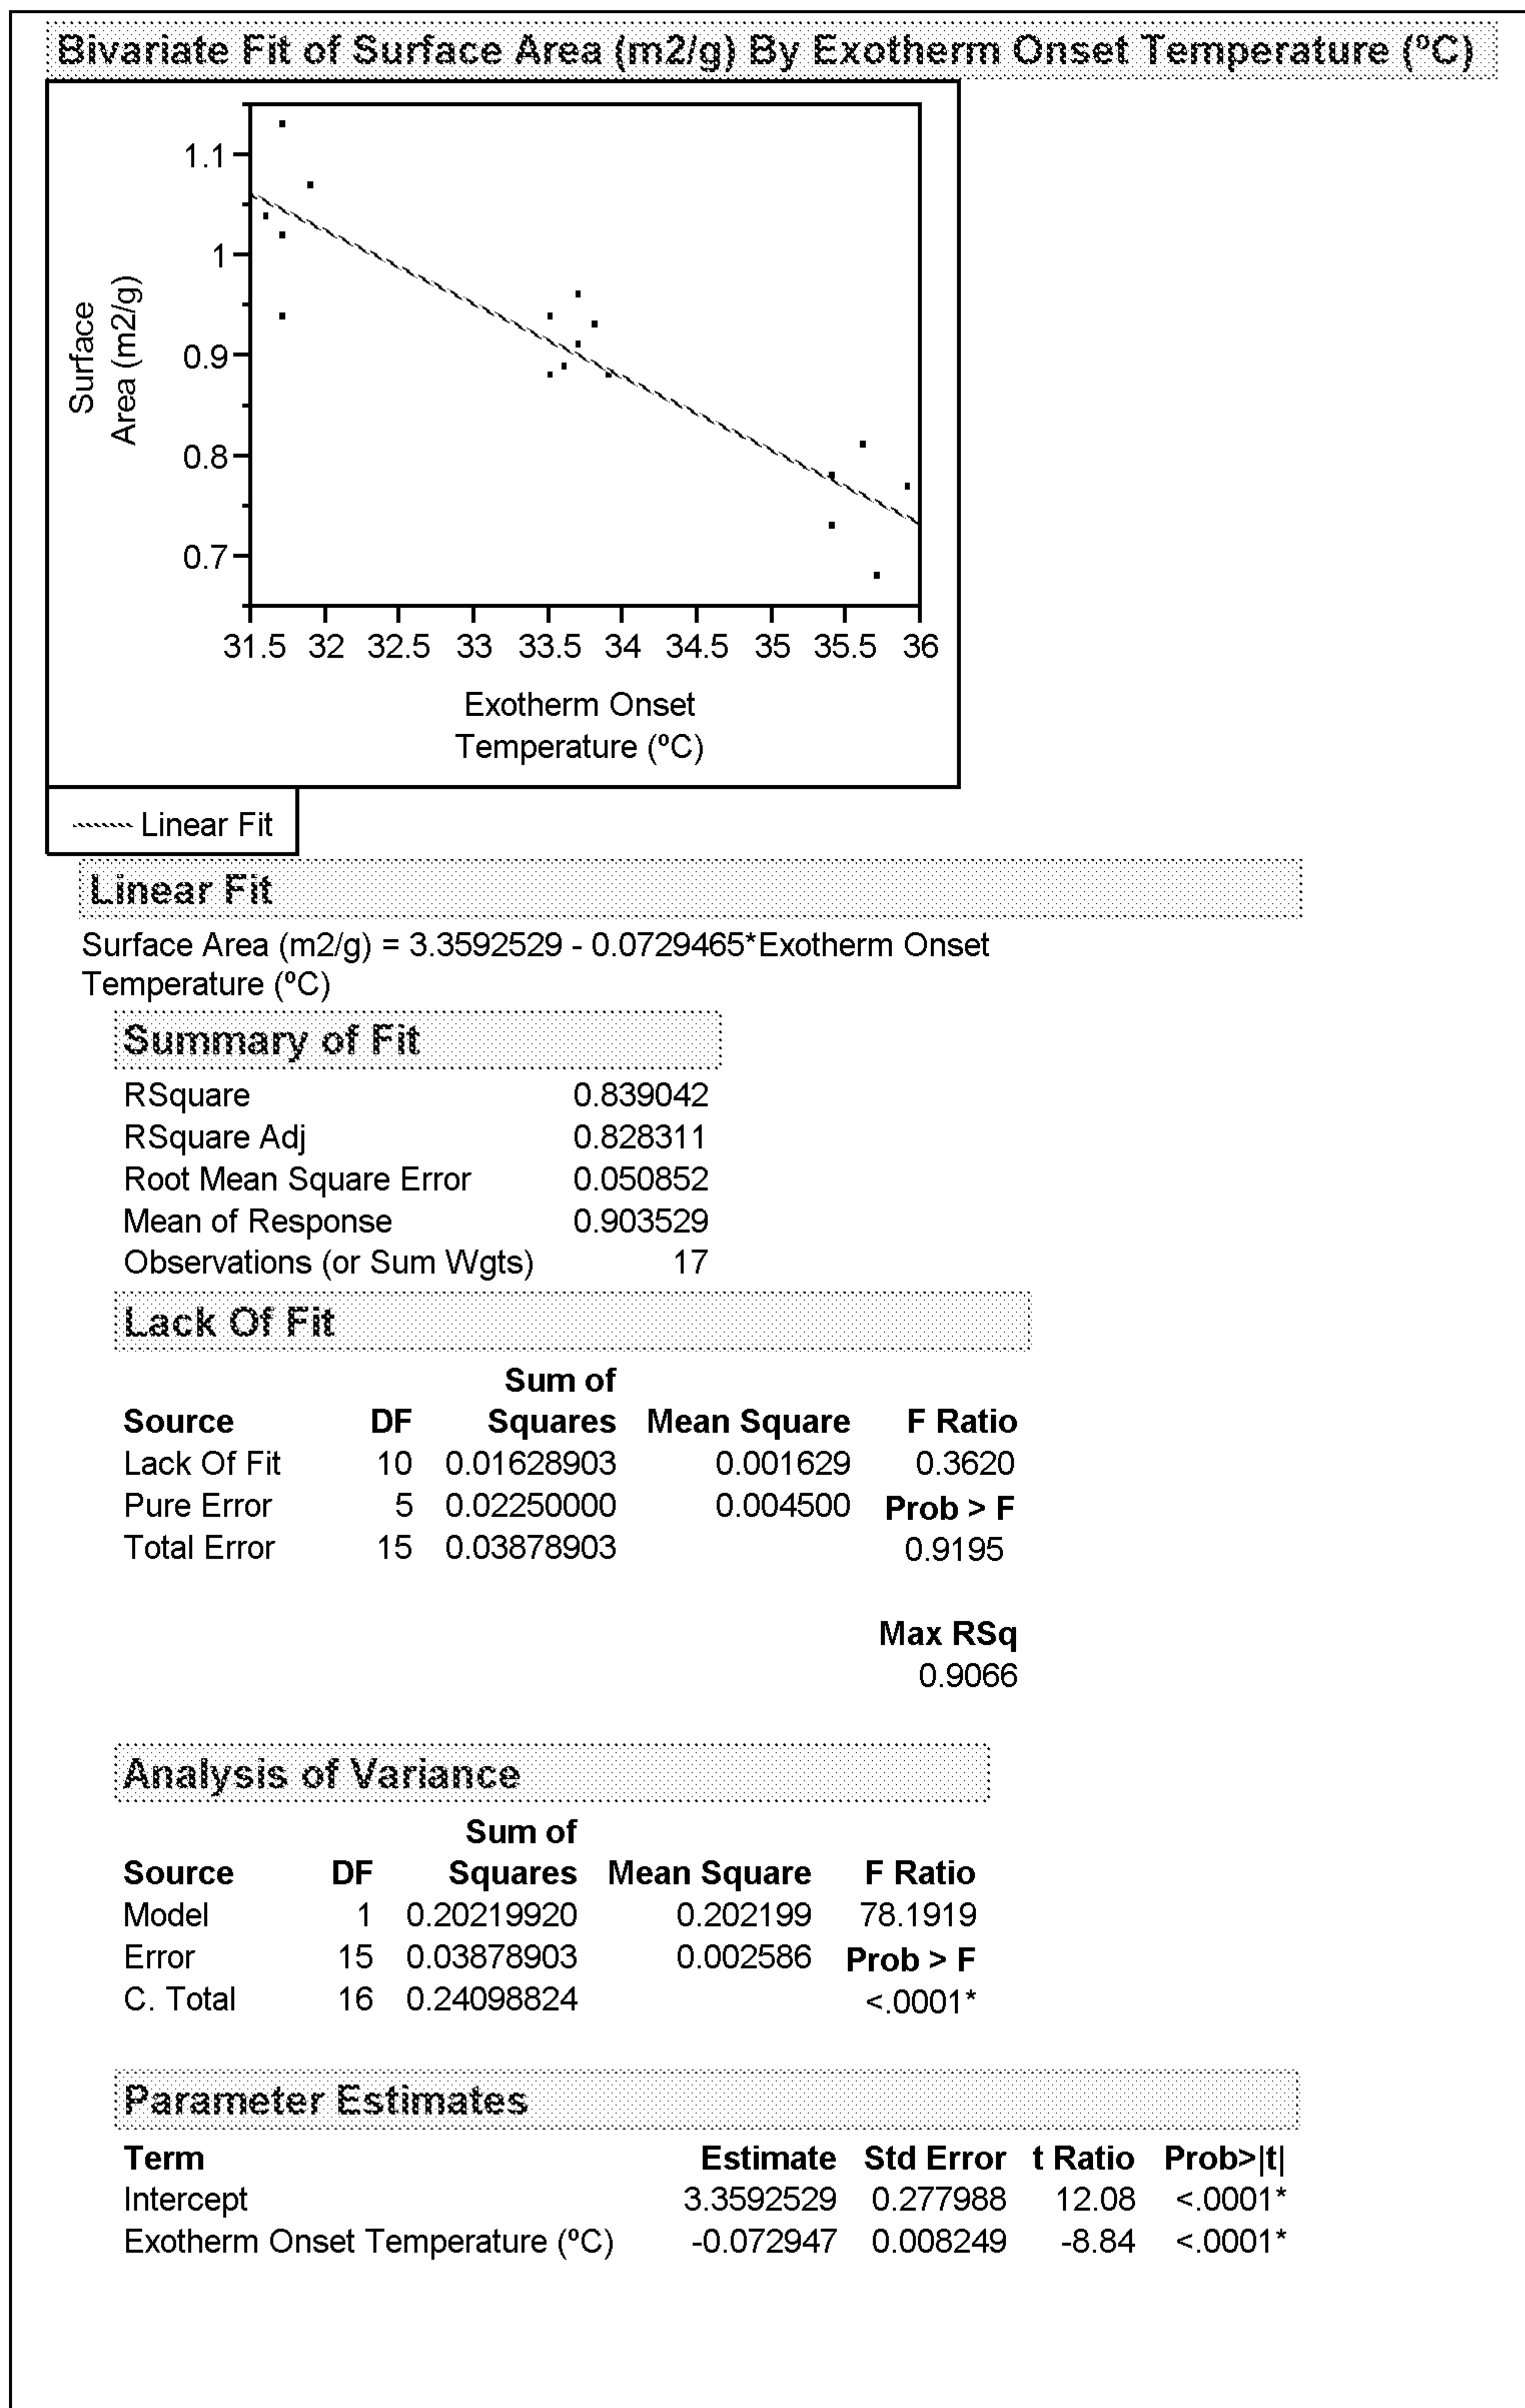 Bivariate Fit of Surface Area (m2/g) By Exotherm Onset Temperature (ºC)
1.1
1
0.9
0.8
0.7
Surface
Area (m2/g)
31.5 32 32.5 33 33.5 34 34.5 35 35.5 36
Exotherm Onset
Temperature (ºC)
Linear Fit
Linear Fit
Surface Area (m2/g) = 3.3592529 - 0.0729465*Exotherm Onset
Temperature (ºC)
Summary of Fit
RSquare 0.839042
RSquare Adj 0.828311
Root Mean Square Error 0.050852
Mean of Response 0.903529
Observations (or Sum Wgts) 17
Lack Of Fit
Sum of
Source DF Squares Mean Square F Ratio
Lack Of Fit 10 0.01628903 0.001629 0.3620
Pure Error 5 0.02250000 0.004500 Prob > F
Total Error 15 0.03878903 0.9195
Max RSq
0.9066
Analysis of Variance
Sum of
Source DF Squares Mean Square F Ratio
Model 1 0.20219920 0.202199 78.1919
Error 15 0.03878903 0.002586 Prob > F
C. Total 16 0.24098824 <.0001*
Parameter Estimates
Term Estimate Std Error t Ratio Prob>|t|
Intercept 3.3592529 0.277988 12.08 <.0001*
Exotherm Onset Temperature (ºC) -0.072947 0.008249 -8.84 <.0001*